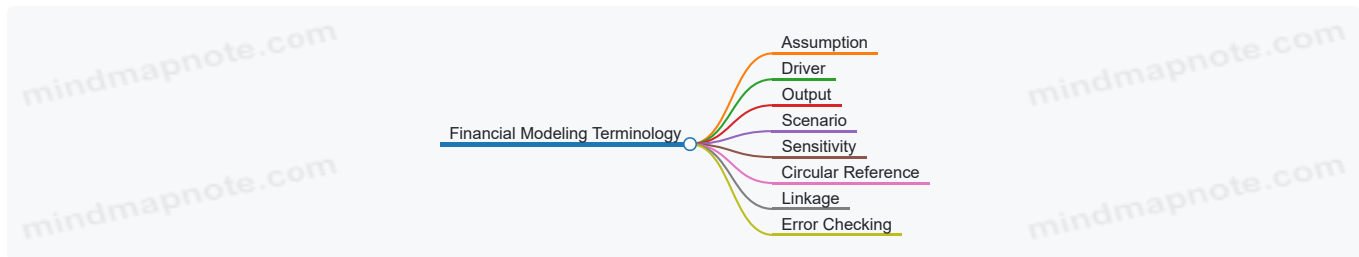 mindmapnote.com
mindmapnote.com
Assumption
Driver
Output
Scenario
Financial Modeling Terminology
Sensitivity
Circular Reference
Linkage
Error Checking
mindmapnote.com
mindmapnote.com